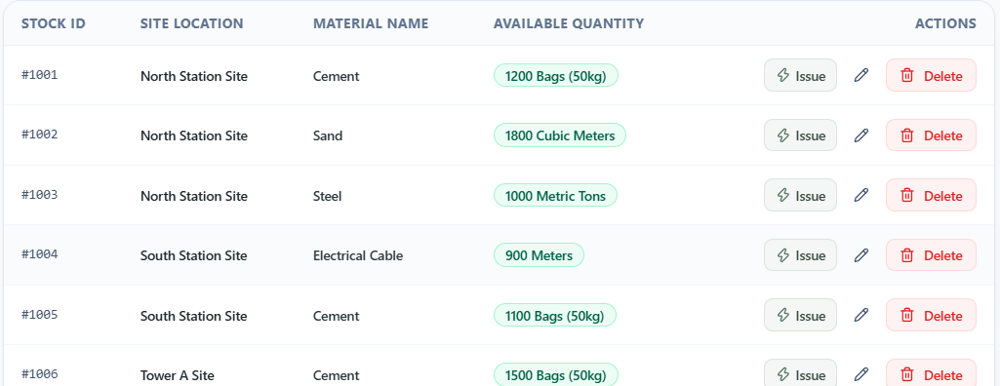 STOCK ID SITE LOCATION MATERIAL NAME AVAILABLE QUANTITY ACTIONS
#1001 North Station Site Cement 1200 Bags (50kg) Issue Delete
#1002 North Station Site Sand 1800 Cubic Meters Issue Delete
#1003 North Station Site Steel 1000 Metric Tons Issue Delete
#1004 South Station Site Electrical Cable 900 Meters Issue Delete
#1005 South Station Site Cement 1100 Bags (50kg) Issue Delete
#1006 Tower A Site Cement 1500 Bags (50kg) Issue Delete